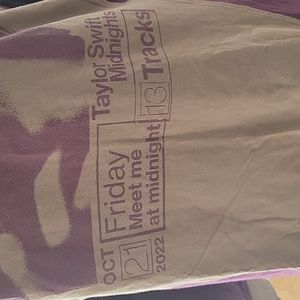 Taylor Swift
Midnights
13 Tracks
OCT
21
2022
Friday
Meet me
at midnight